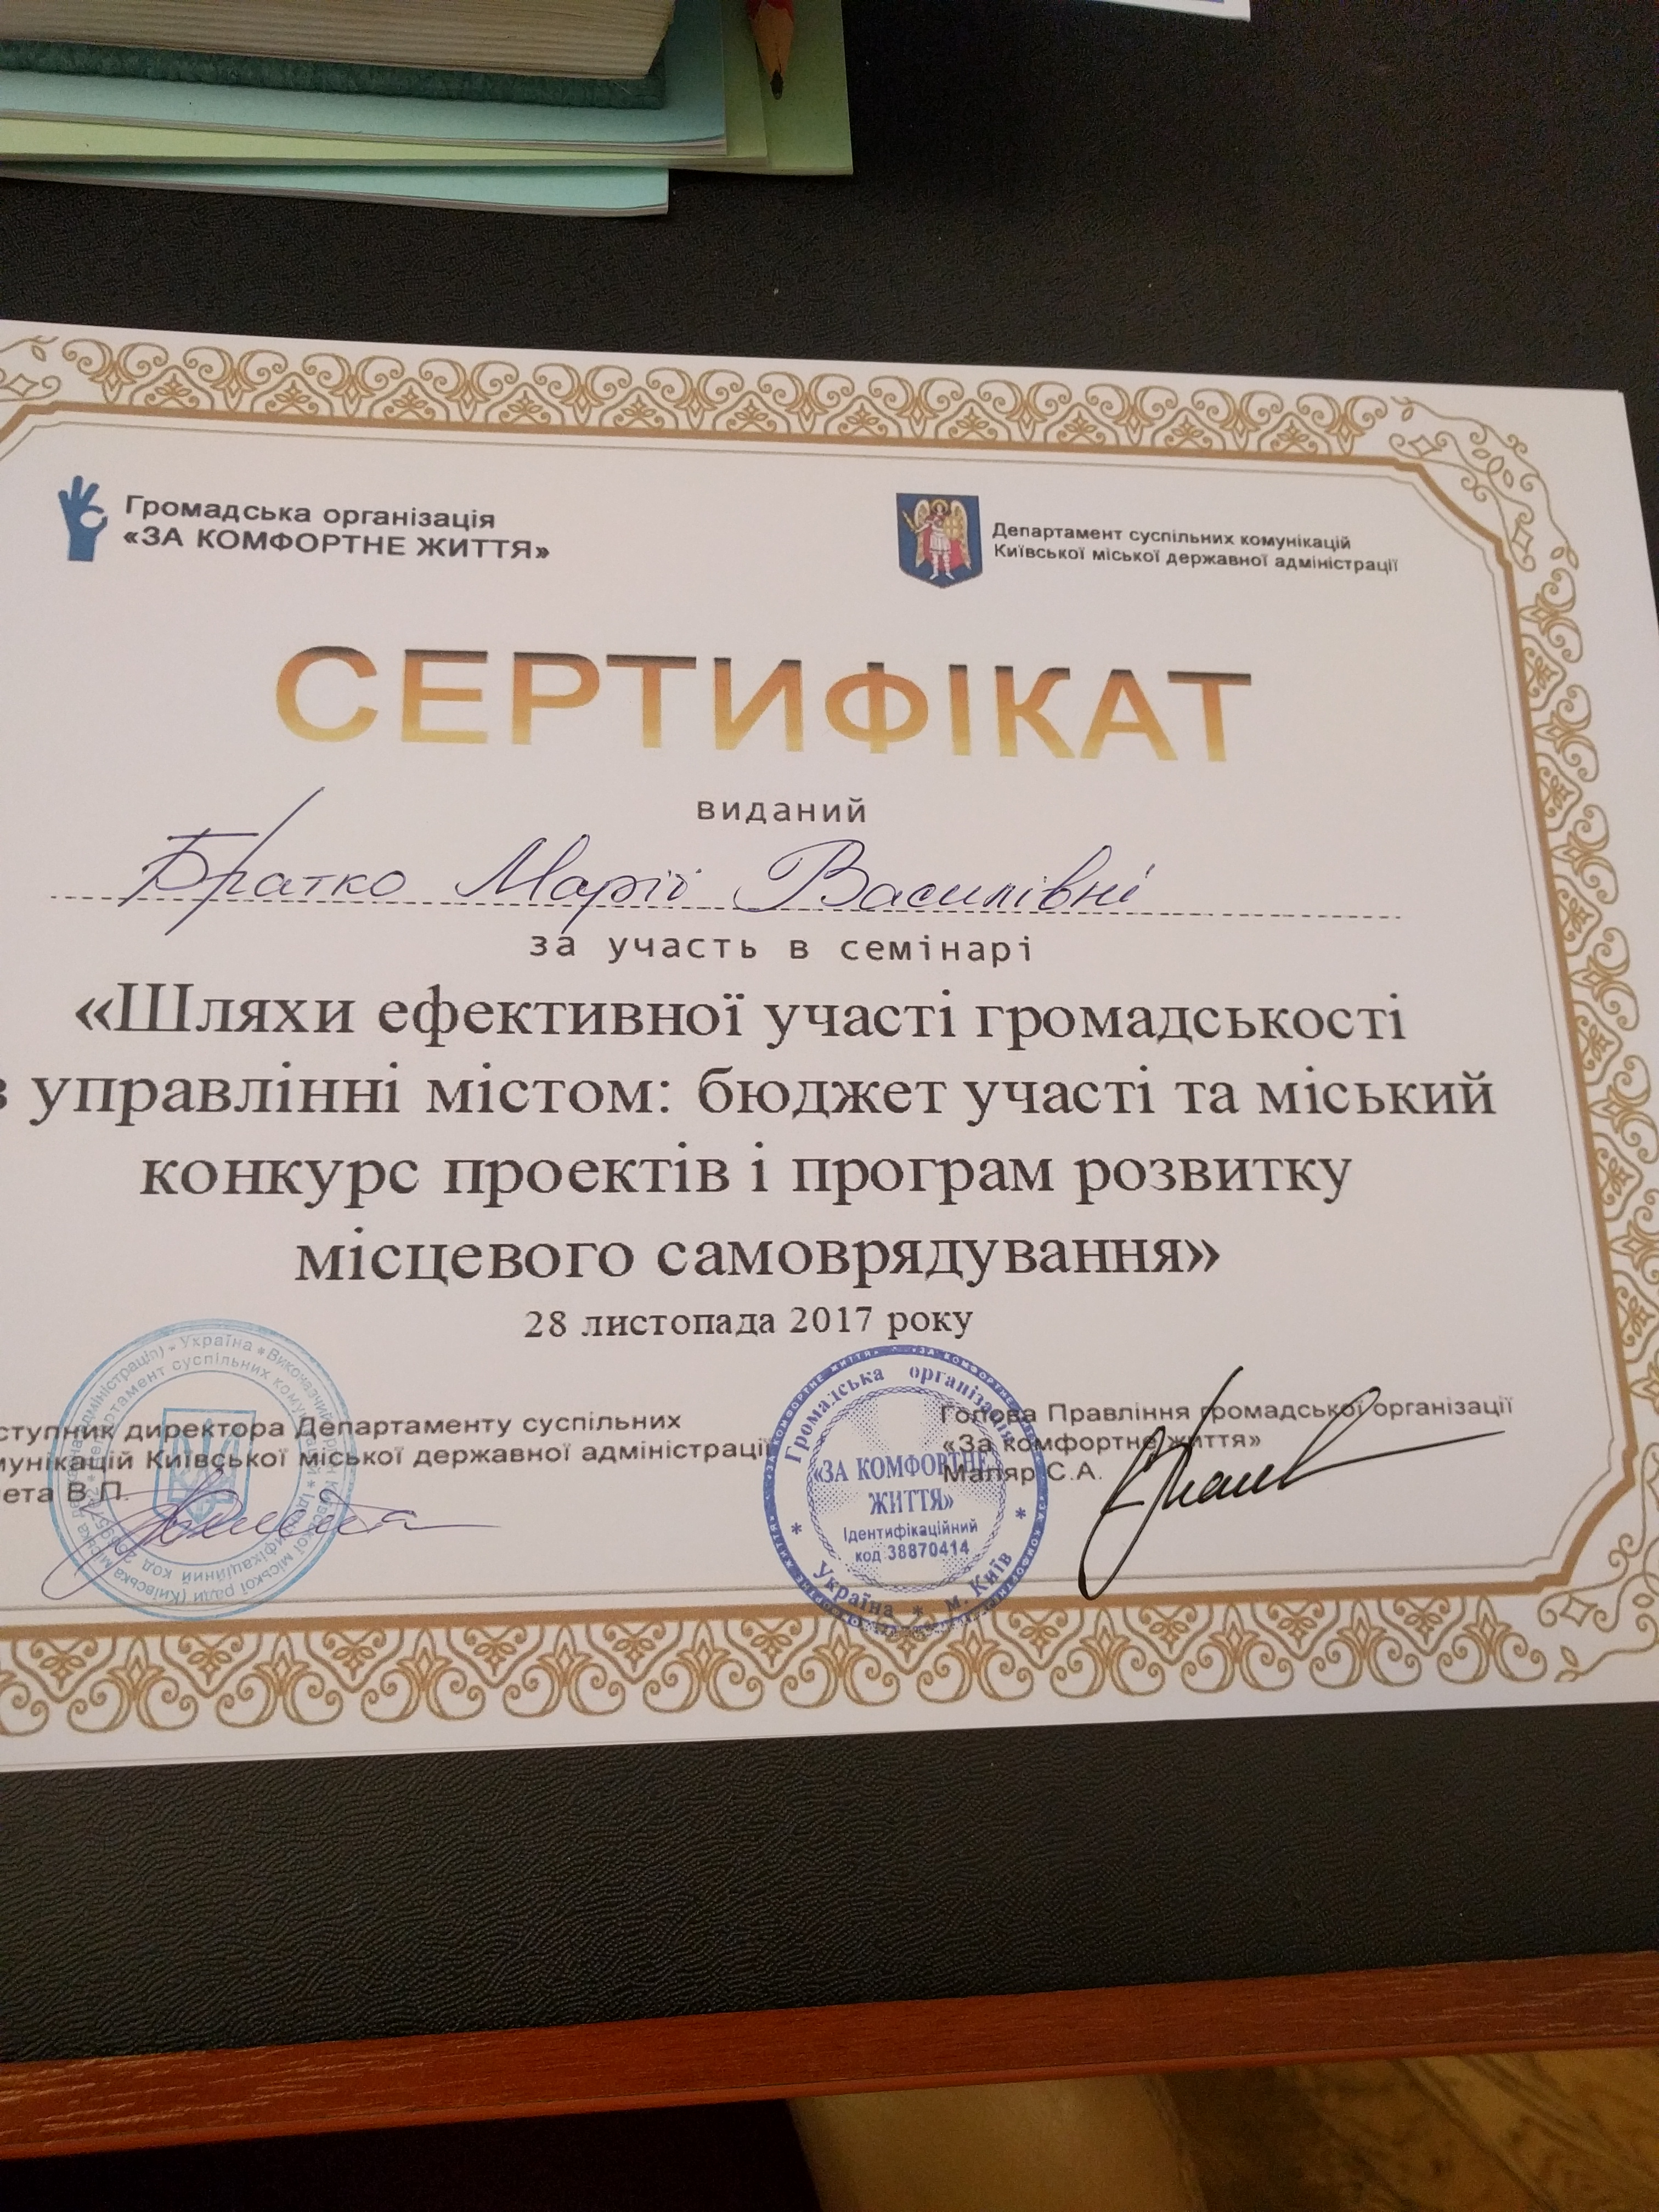 Громадська організація
«ЗА КОМФОРТНЕ ЖИТТЯ»
Департамент суспільних комунікацій
Київської міської державної адміністрації
СЕРТИФІКАТ
виданий
Братко Марії Василівні
за участь в семінарі
«Шляхи ефективної участі громадськості
в управлінні містом: бюджет участі та міський
конкурс проектів і програм розвитку
місцевого самоврядування»
28 листопада 2017 року
ступник директора Департаменту суспільних
мунікацій Київської міської державної адміністрації
ета В.П.
Голова Правління громадської організації
«За комфортне життя»
Маляр С.А.
Громадська організація
«ЗА КОМФОРТНЕ
ЖИТТЯ»
Ідентифікаційний
код 38870414
Україна * м. Київ